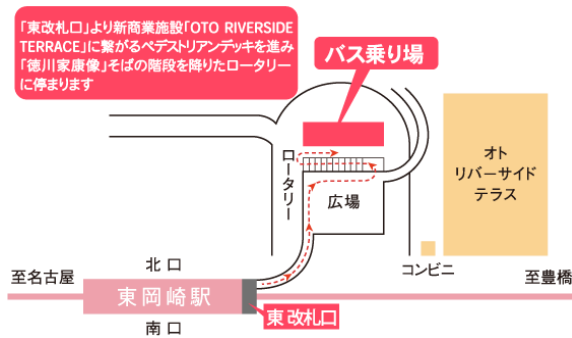 「東改札口」より新商業施設「OTO RIVERSIDE
TERRACE」に繋がるペデストリアンデッキを進み
「徳川家康像」そばの階段を降りたロータリー
に停まります
バス乗り場
ロータリー
広場
オト
リバーサイド
テラス
コンビニ
北口
至名古屋
至豊橋
東岡崎駅
東改札口
南口